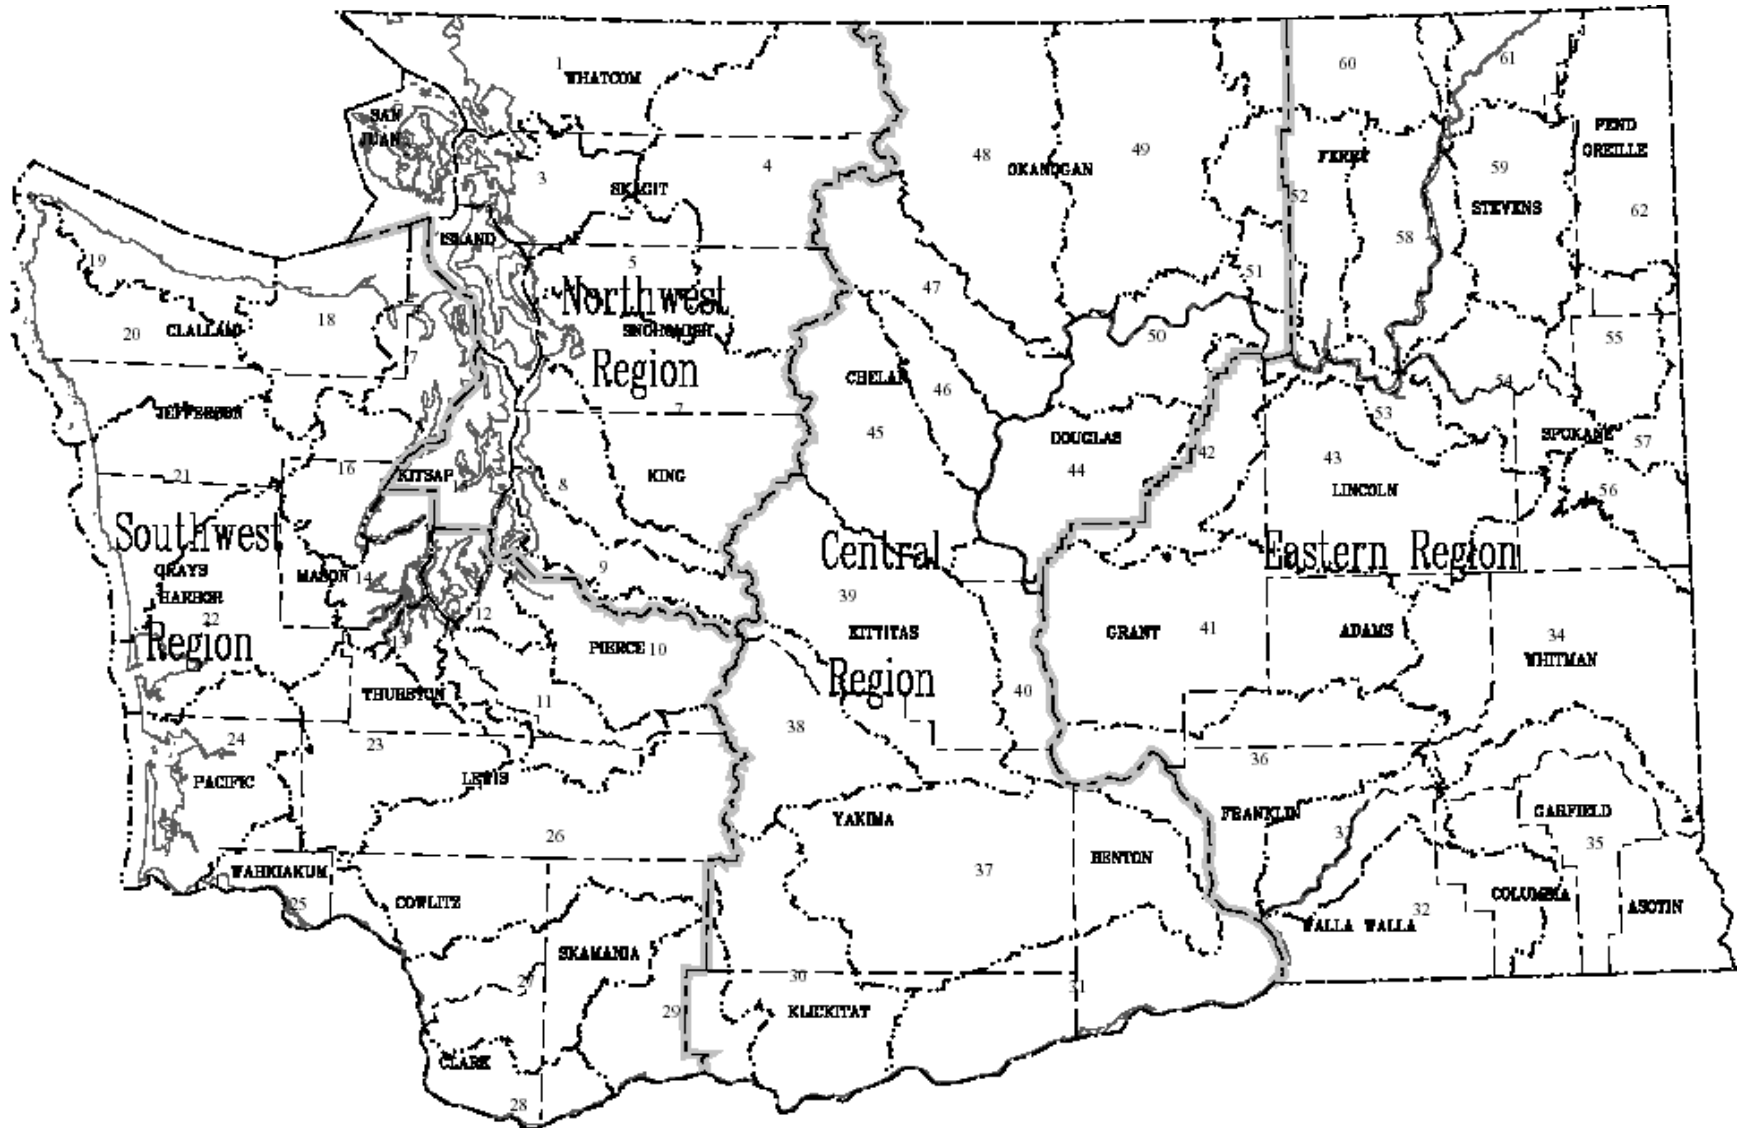 1
WHATCOM
60
61
SAN
JUAN
PEND
OREILLE
3
4
48
49
FERRY
59
SKAGIT
OKANOGAN
52
STEVENS
62
ISLAND
58
19
5
51
47
Northwest
18
20
CLALLAM
SNOHOMISH
50
55
17
Region
CHELAN
46
54
JEFFERSON
7
53
45
DOUGLAS
SPOKANE
57
16
44
42
43
21
KITSAP
15
8
KING
LINCOLN
56
Southwest
Central
Eastern Region
GRAYS
MASON
14
9
HARBOR
39
22
12
KITTITAS
GRANT
41
ADAMS
34
Region
13
PIERCE 10
WHITMAN
THURSTON
11
Region
40
24
23
38
36
PACIFIC
LEWIS
YAKIMA
FRANKLIN
33
GARFIELD
26
35
WAHKIAKUM
37
BENTON
25
COWLITZ
32
COLUMBIA
ASOTIN
WALLA WALLA
SKAMANIA
27
30
31
29
KLICKITAT
CLARK
28